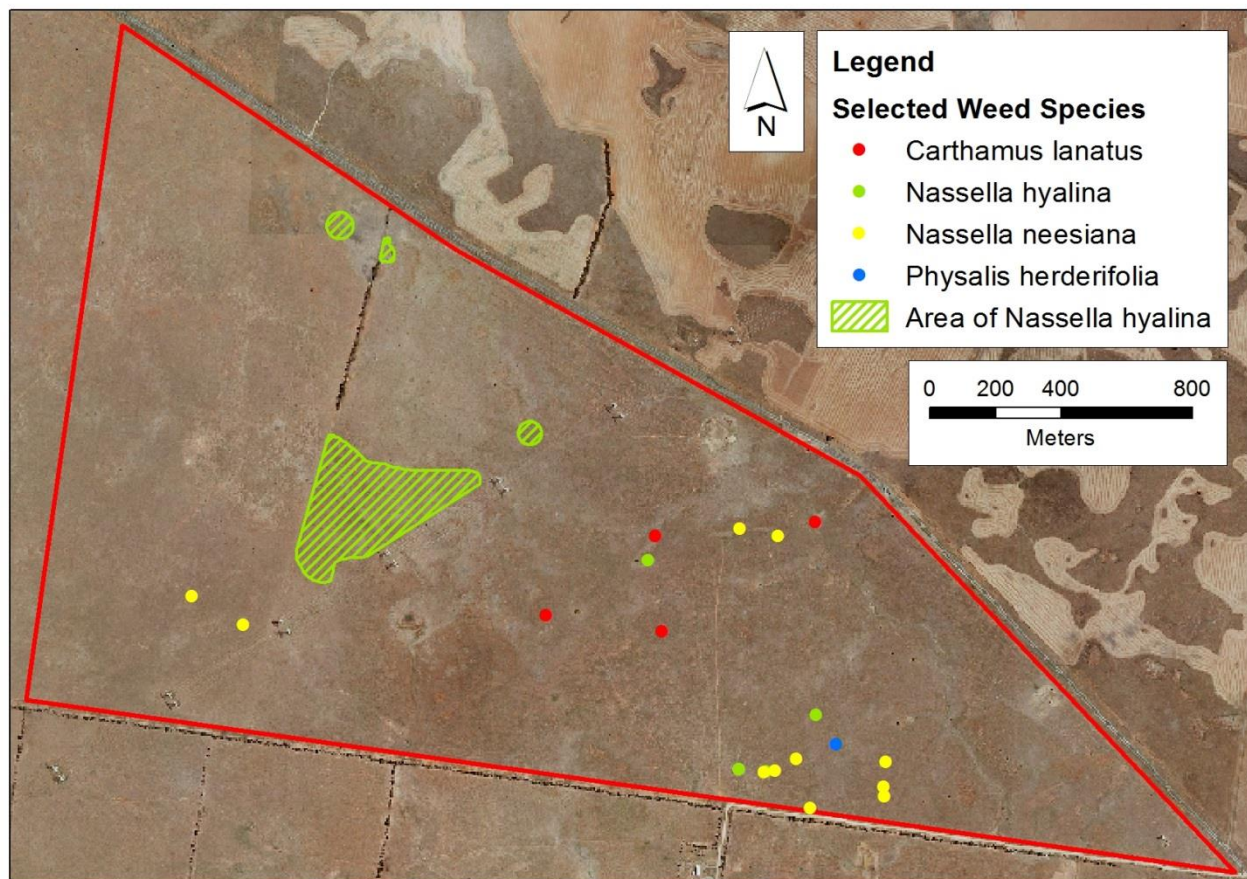 Legend
N
Selected Weed Species
Carthamus lanatus
Nassella hyalina
Nassella neesiana
Physalis herderifolia
Area of Nassella hyalina
0 200 400 800
Meters